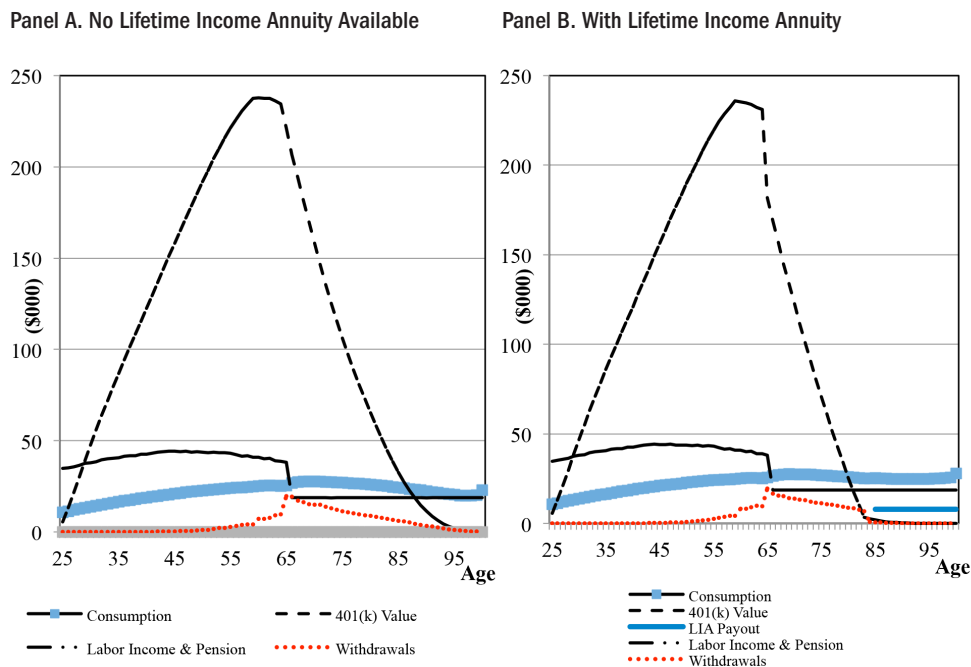 Panel A. No Lifetime Income Annuity Available
250
200
150
($000)
100
50
0
25 35 45 55 65 75 85 95
Age
Consumption
401(k) Value
Labor Income & Pension
Withdrawals
Panel B. With Lifetime Income Annuity
250
200
150
($000)
100
50
0
25 35 45 55 65 75 85 95
Age
Consumption
401(k) Value
LIA Payout
Labor Income & Pension
Withdrawals